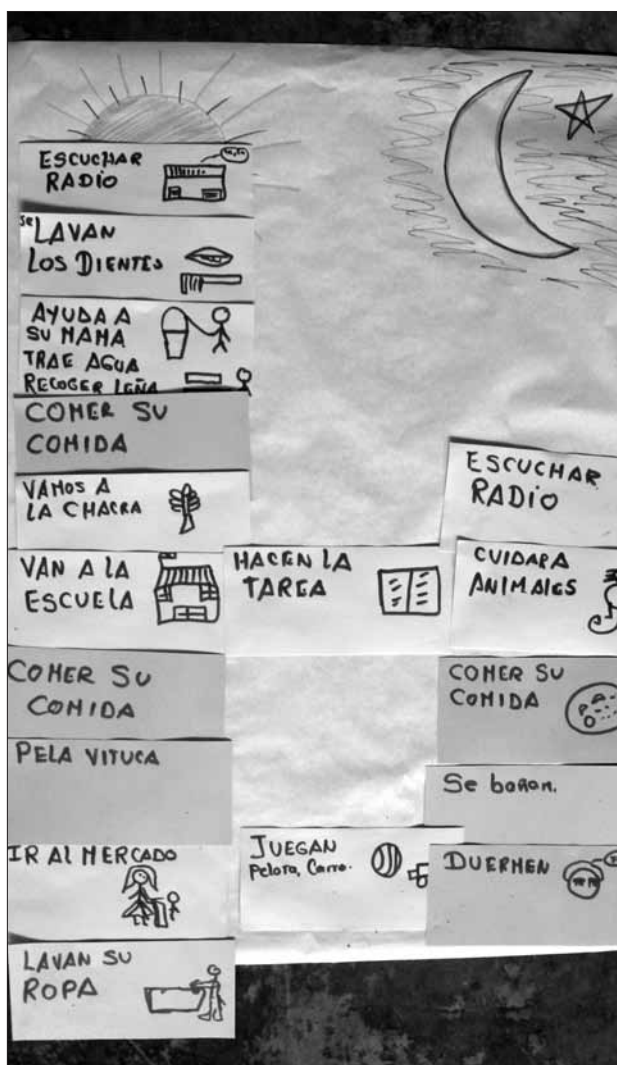 ESCUCHAR
RADIO
Se LAVAN
LOS DIENTES
AYUDA A
SU MAMA
TRAE AGUA
RECOGER LEÑA
COMER SU
COMIDA
VAMOS A
LA CHACRA
VAN A LA
ESCUELA
COMER SU
COMIDA
PELA VITUCA
IR AL MERCADO
LAVAN SU
ROPA
HACEN LA
TAREA
JUEGAN
Pelota, Carro.
ESCUCHAR
RADIO
CUIDAR A
ANIMALES
COMER SU
COMIDA
Se bañan.
DUERMEN